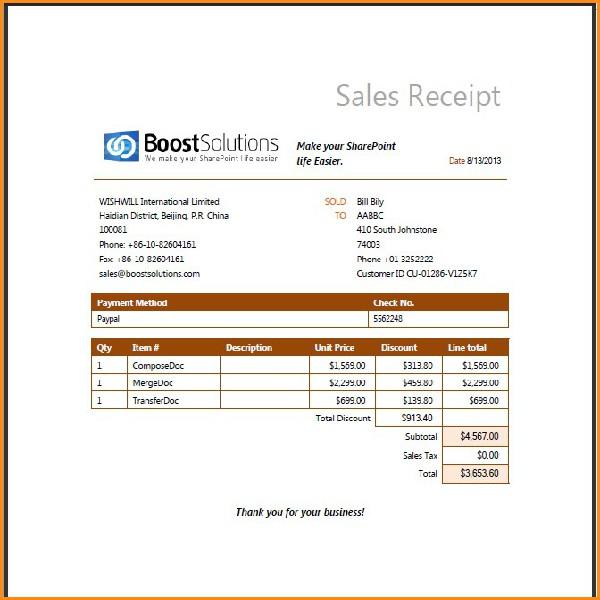 Sales Receipt
BoostSolutions
We make your SharePoint life easier
Make your SharePoint
life Easier.
Date 8/13/2013
WISHWILL International Limited
Haidian District, Beijing, P.R. China
100081
Phone: +86-10-82604161
Fax: +86-10-82604161
sales@boostsolutions.com
SOLD TO
Bill Bily
AABBC
410 South Johnstone
74003
Phone +01 3252222
Customer ID CU-01286-V1Z5K7
Payment Method Check No.
Paypal 5562248
Qty Item # Description Unit Price Discount Line total
1 ComposeDoc $1,569.00 $313.80 $1,569.00
1 MergeDoc $2,299.00 $459.80 $2,299.00
1 TransferDoc $699.00 $139.80 $699.00
Total Discount $913.40
Subtotal $4,567.00
Sales Tax $0.00
Total $3,653.60
Thank you for your business!